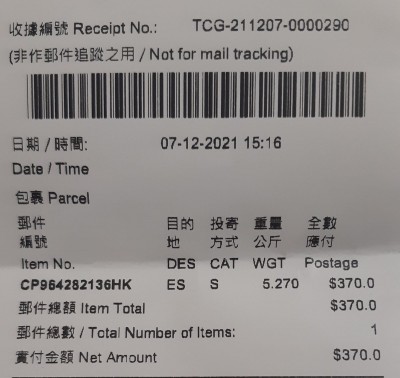 收據編號 Receipt No.: TCG-211207-0000290
(非作郵件追蹤之用 / Not for mail tracking)
日期 / 時間: 07-12-2021 15:16
Date / Time
包裹 Parcel
郵件 目的 投寄 重量 全數
編號 地 方式 公斤 應付
Item No. DES CAT WGT Postage
CP964282136HK ES S 5.270 $370.0
郵件總額 Item Total $370.0
郵件總數 / Total Number of Items: 1
實付金額 Net Amount $370.0